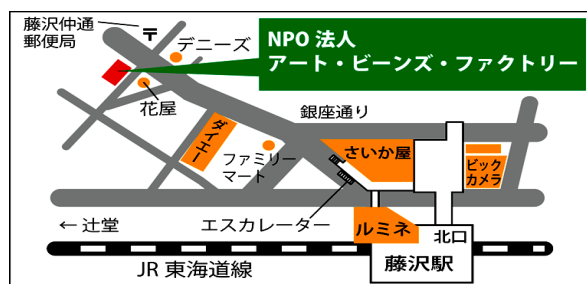 藤沢仲通
郵便局
〒
デニーズ
NPO 法人
アート・ビーンズ・ファクトリー
花屋
銀座通り
ダイエー
さいか屋
ファミリー
マート
ビック
カメラ
エスカレーター
← 辻堂
ルミネ
北口
JR 東海道線
藤沢駅